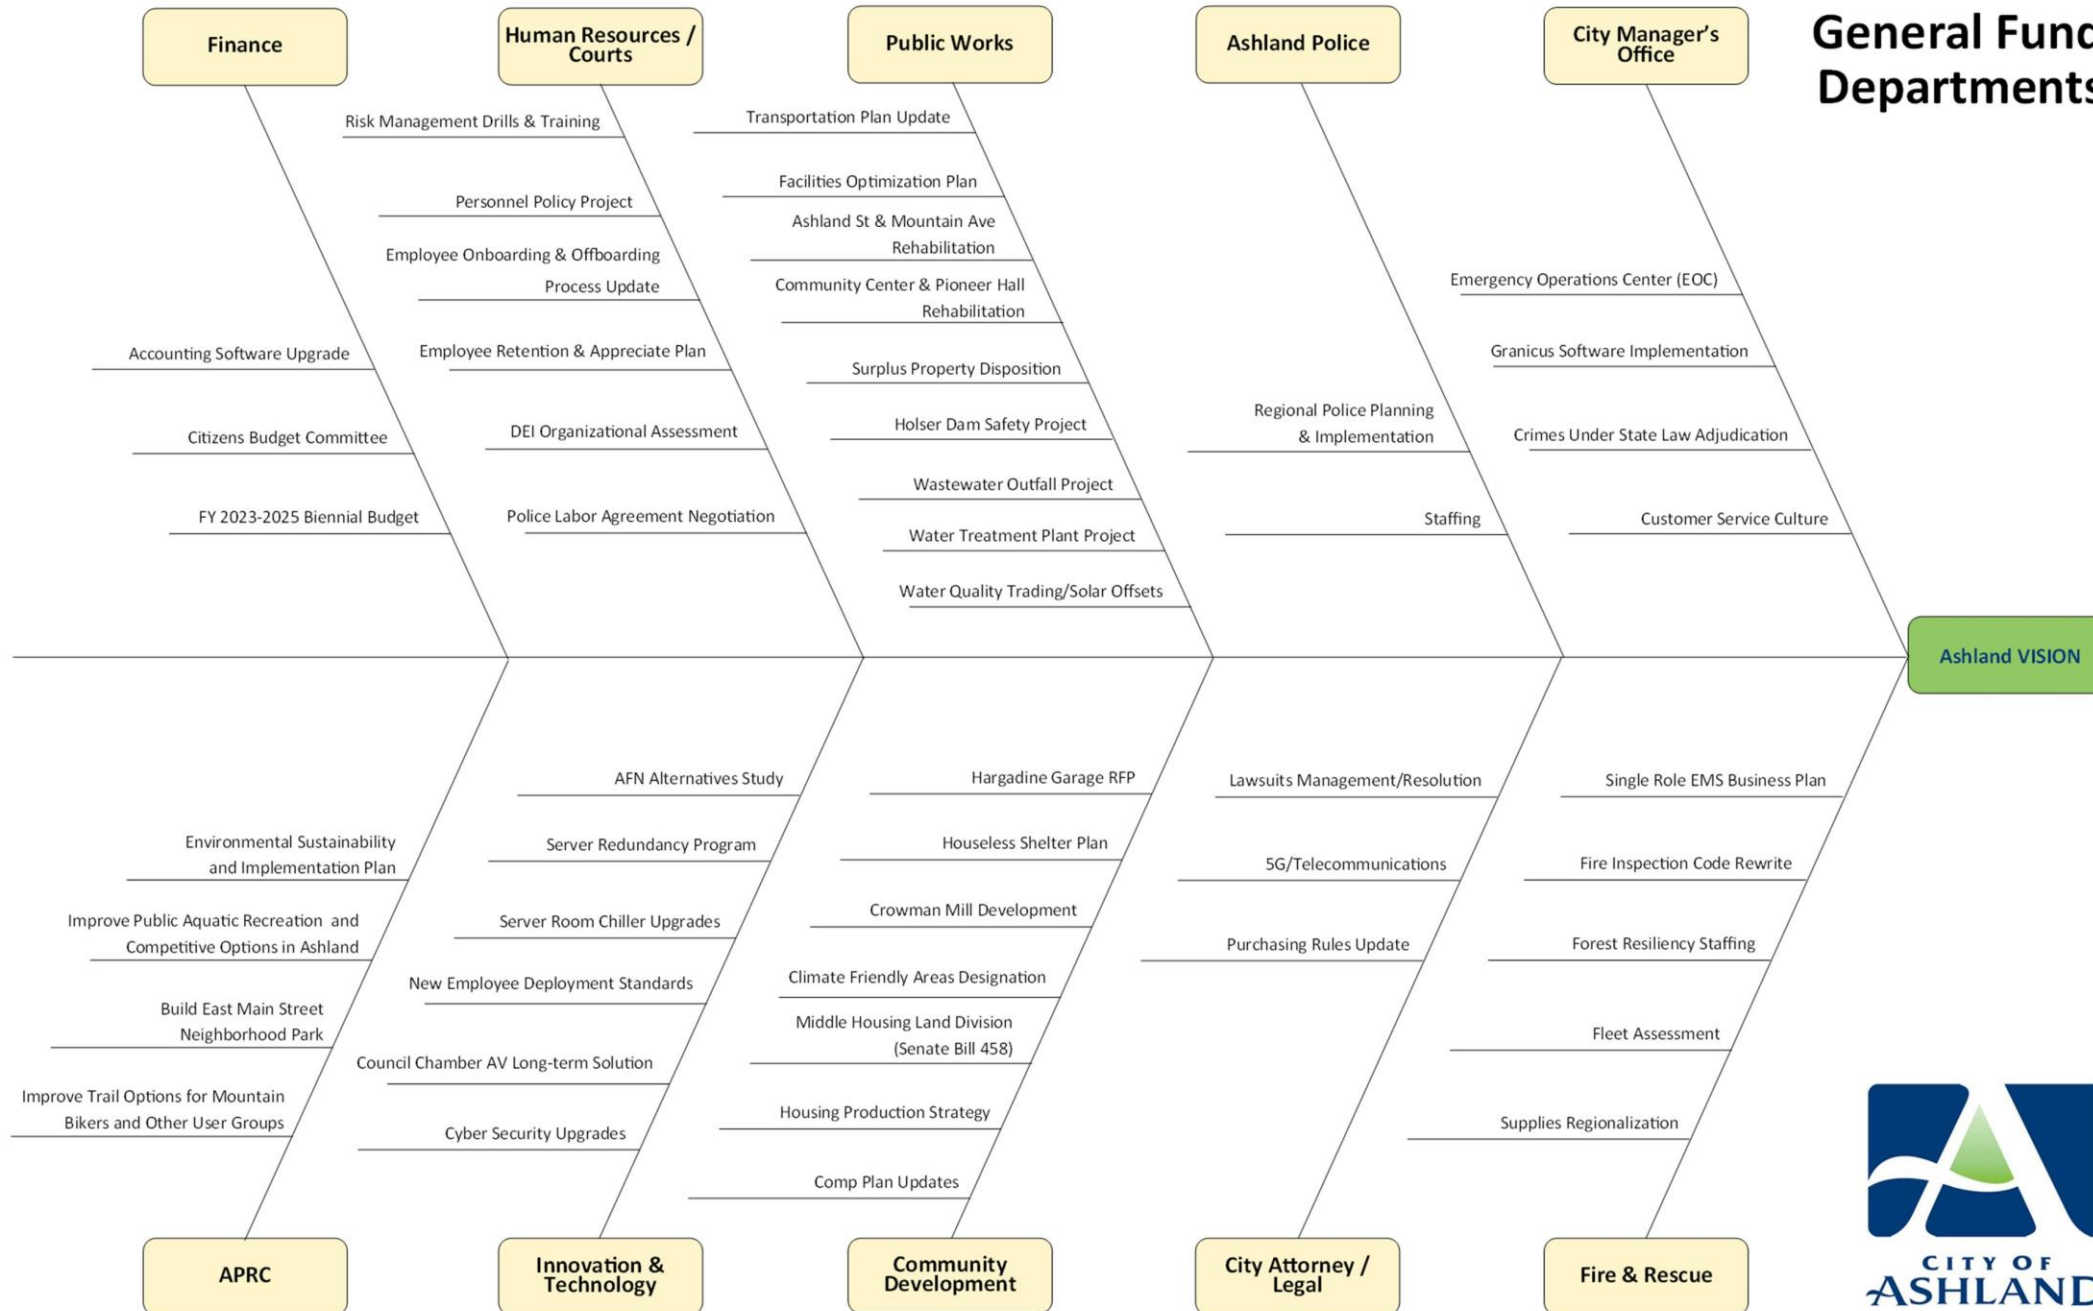 General Fund
Departments
Finance
Human Resources /
Courts
Public Works
Ashland Police
City Manager's
Office
Accounting Software Upgrade
Citizens Budget Committee
FY 2023-2025 Biennial Budget
Risk Management Drills & Training
Personnel Policy Project
Employee Onboarding & Offboarding
Process Update
Employee Retention & Appreciate Plan
DEI Organizational Assessment
Police Labor Agreement Negotiation
Transportation Plan Update
Facilities Optimization Plan
Ashland St & Mountain Ave
Rehabilitation
Community Center & Pioneer Hall
Rehabilitation
Surplus Property Disposition
Holser Dam Safety Project
Wastewater Outfall Project
Water Treatment Plant Project
Water Quality Trading/Solar Offsets
Regional Police Planning
& Implementation
Staffing
Emergency Operations Center (EOC)
Granicus Software Implementation
Crimes Under State Law Adjudication
Customer Service Culture
Ashland VISION
Environmental Sustainability
and Implementation Plan
Improve Public Aquatic Recreation and
Competitive Options in Ashland
Build East Main Street
Neighborhood Park
Improve Trail Options for Mountain
Bikers and Other User Groups
AFN Alternatives Study
Server Redundancy Program
Server Room Chiller Upgrades
New Employee Deployment Standards
Council Chamber AV Long-term Solution
Cyber Security Upgrades
Hargadine Garage RFP
Houseless Shelter Plan
Crowman Mill Development
Climate Friendly Areas Designation
Middle Housing Land Division
(Senate Bill 458)
Housing Production Strategy
Comp Plan Updates
Lawsuits Management/Resolution
5G/Telecommunications
Purchasing Rules Update
Single Role EMS Business Plan
Fire Inspection Code Rewrite
Forest Resiliency Staffing
Fleet Assessment
Supplies Regionalization
APRC
Innovation &
Technology
Community
Development
City Attorney /
Legal
Fire & Rescue
CITY OF
ASHLAND